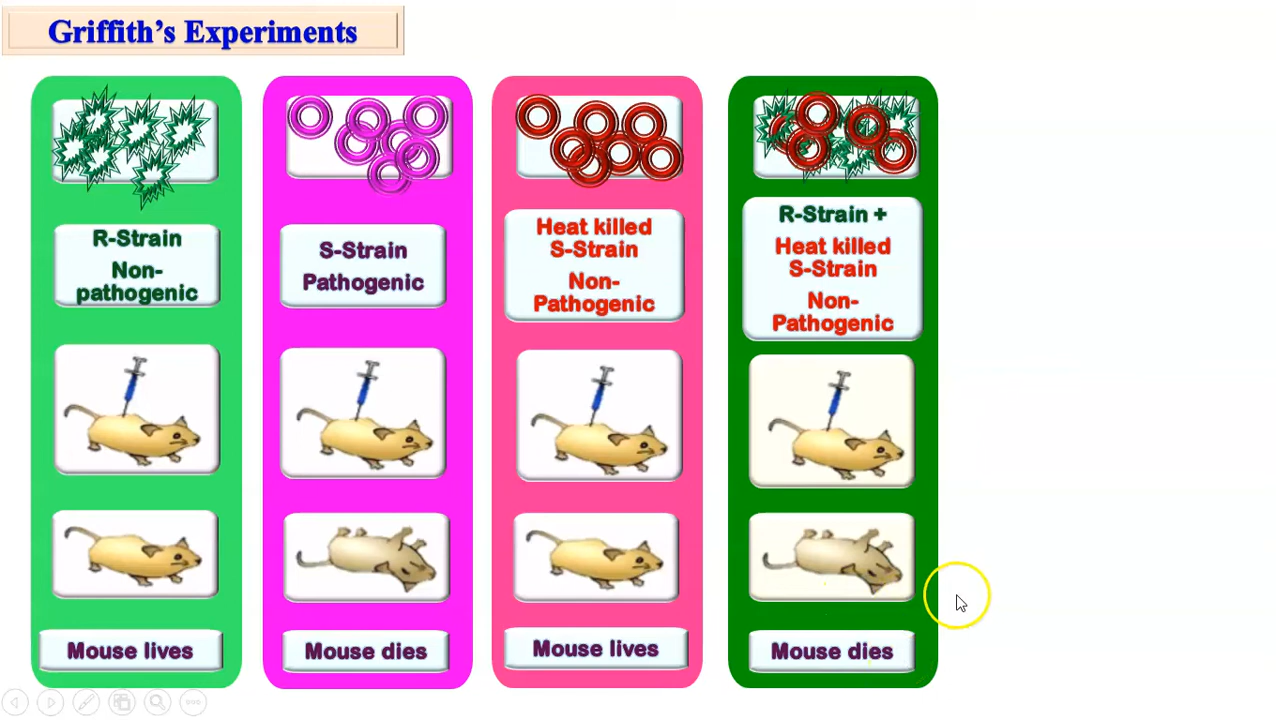 Griffith's Experiments
R-Strain
Non-
pathogenic
Mouse lives
S-Strain
Pathogenic
Mouse dies
Heat killed
S-Strain
Non-
Pathogenic
Mouse lives
R-Strain +
Heat killed
S-Strain
Non-
Pathogenic
Mouse dies